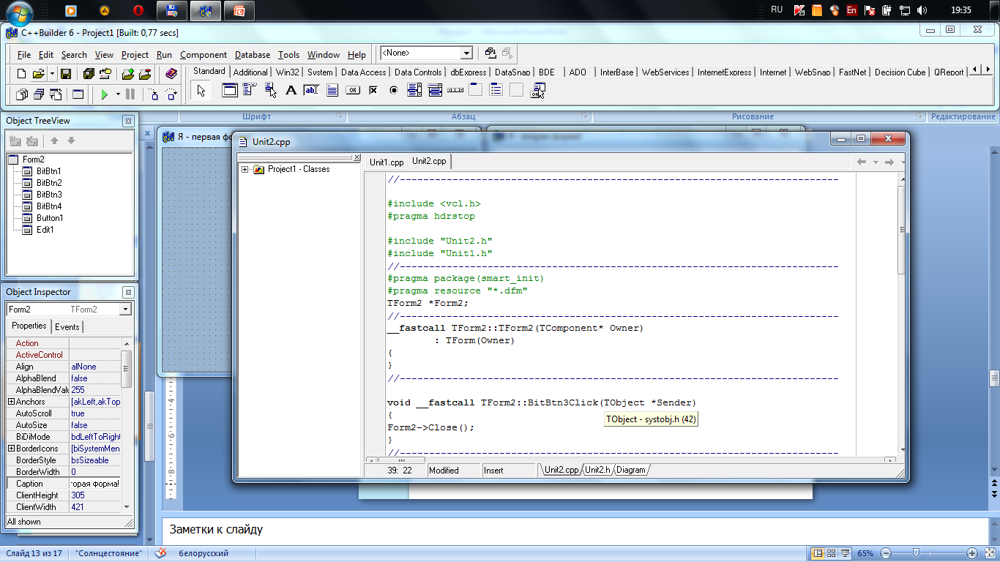 RU
En
19:35
C++Builder 6 - Project1 [Built: 0,77 secs]
File Edit Search View Project Run Component Database Tools Window Help
<None>
Standard Additional Win32 System Data Access Data Controls dbExpress DataSnap BDE ADO InterBase WebServices InternetExpress Internet WebSnap FastNet Decision Cube QReport
Шрифт Абзац Рисование Редактирование
Object TreeView
Form2
BitBtn1
BitBtn2
BitBtn3
BitBtn4
Button1
Edit1
Object Inspector
Form2 TForm2
Properties Events
Action
ActiveControl
Align alNone
AlphaBlend false
AlphaBlendValu 255
Anchors [akLeft,akTop
AutoScroll true
AutoSize false
BiDiMode bdLeftToRight
BorderIcons [biSystemMen
BorderStyle bsSizeable
BorderWidth 0
Caption орая форма!
ClientHeight 305
ClientWidth 421
All shown
Я - первая фо
Unit2.cpp
Project1 - Classes
Unit1.cpp Unit2.cpp
//---------------------------------------------------------------------------
#include <vcl.h>
#pragma hdrstop
#include "Unit2.h"
#include "Unit1.h"
//---------------------------------------------------------------------------
#pragma package(smart_init)
#pragma resource "*.dfm"
TForm2 *Form2;
//---------------------------------------------------------------------------
__fastcall TForm2::TForm2(TComponent* Owner)
: TForm(Owner)
{
}
//---------------------------------------------------------------------------
void __fastcall TForm2::BitBtn3Click(TObject *Sender)
{
TObject - systobj.h (42)
Form2->Close();
}
//---------------------------------------------------------------------------
39: 22 Modified Insert Unit2.cpp Unit2.h Diagram
4
6
8
Заметки к слайду
Слайд 13 из 17 "Солнцестояние" белорусский 65%